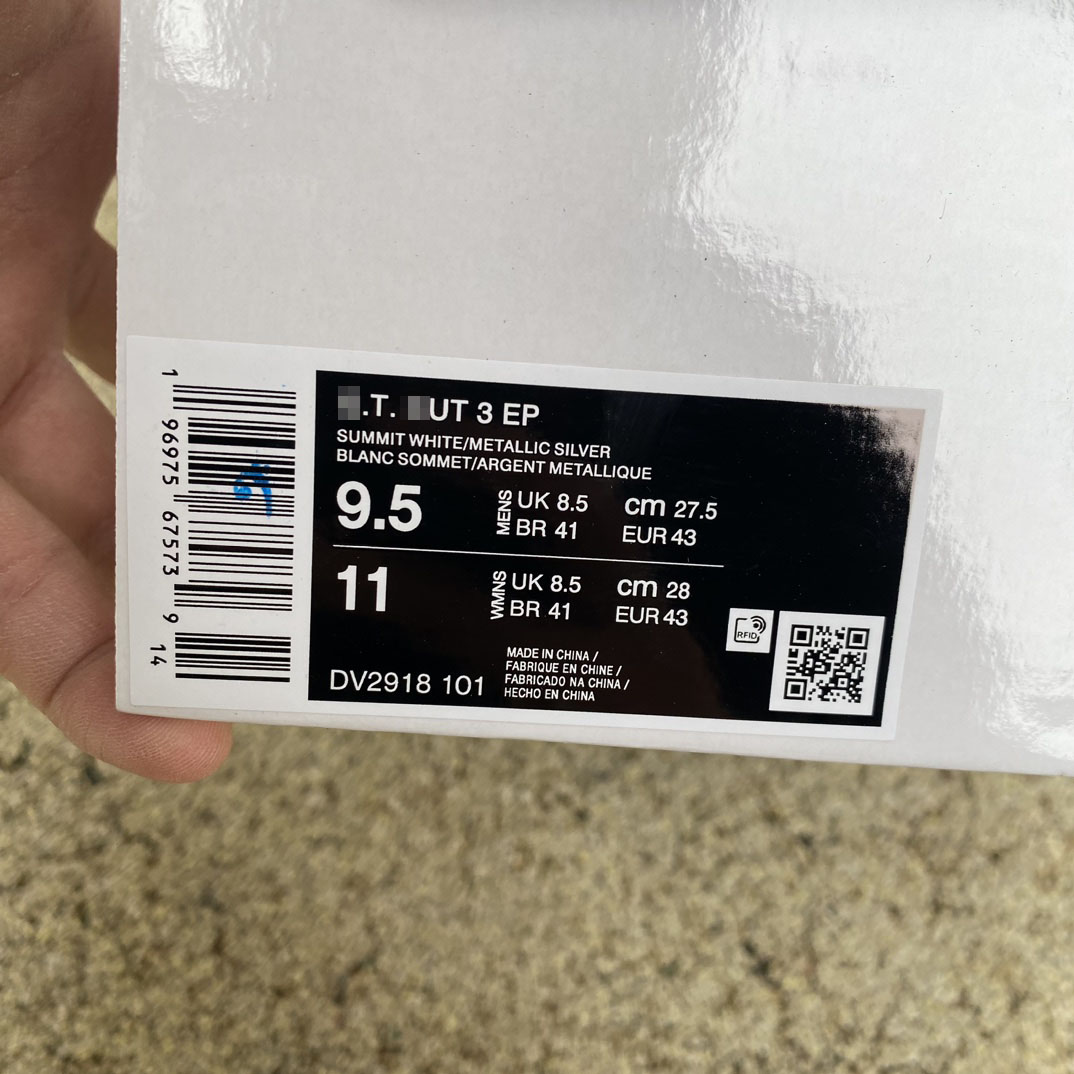 .T. UT 3 EP
SUMMIT WHITE/METALLIC SILVER
BLANC SOMMET/ARGENT METALLIQUE
9.5
MENS
UK 8.5
cm 27.5
BR 41
EUR 43
11
WMNS
UK 8.5
cm 28
BR 41
EUR 43
RFID
MADE IN CHINA /
FABRIQUE EN CHINE /
FABRICADO NA CHINA /
HECHO EN CHINA
DV2918 101
1 96975 67573 9 14